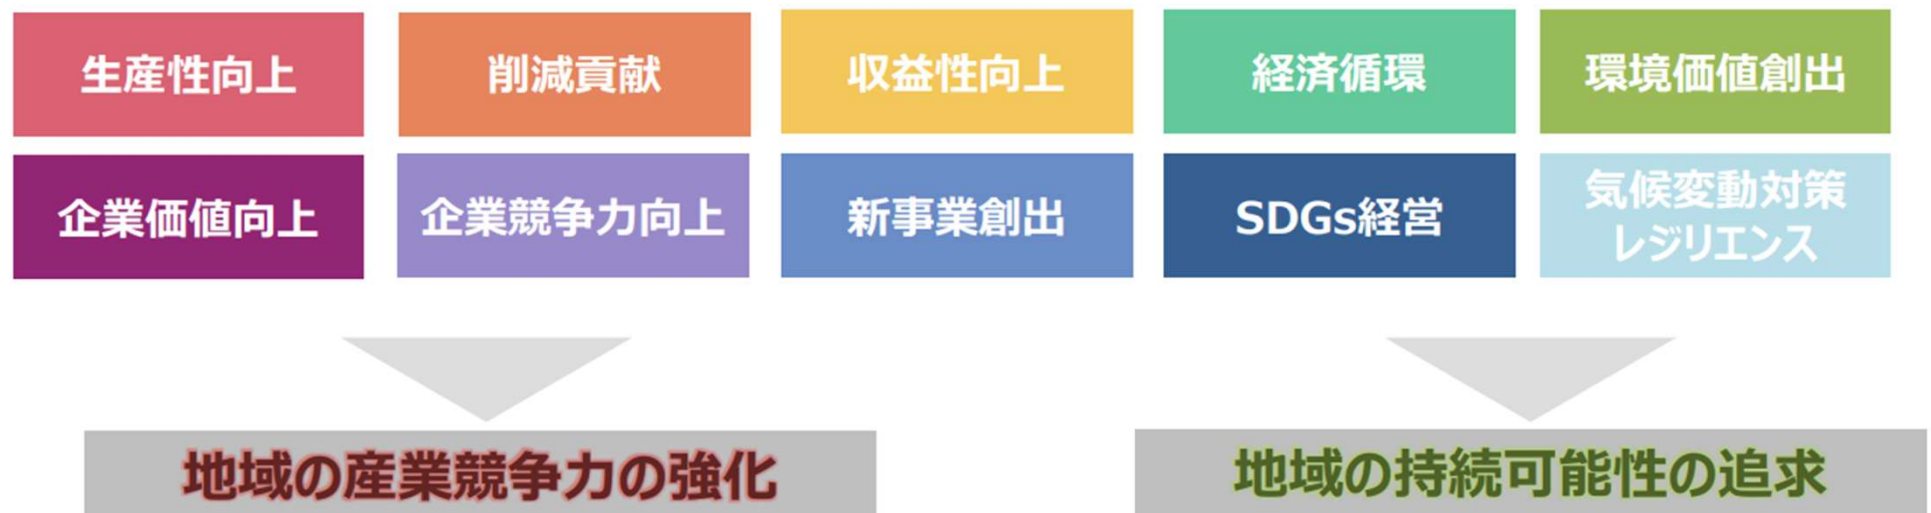 生産性向上
削減貢献
収益性向上
経済循環
環境価値創出
企業価値向上
企業競争力向上
新事業創出
SDGs経営
気候変動対策
レジリエンス
地域の産業競争力の強化
地域の持続可能性の追求